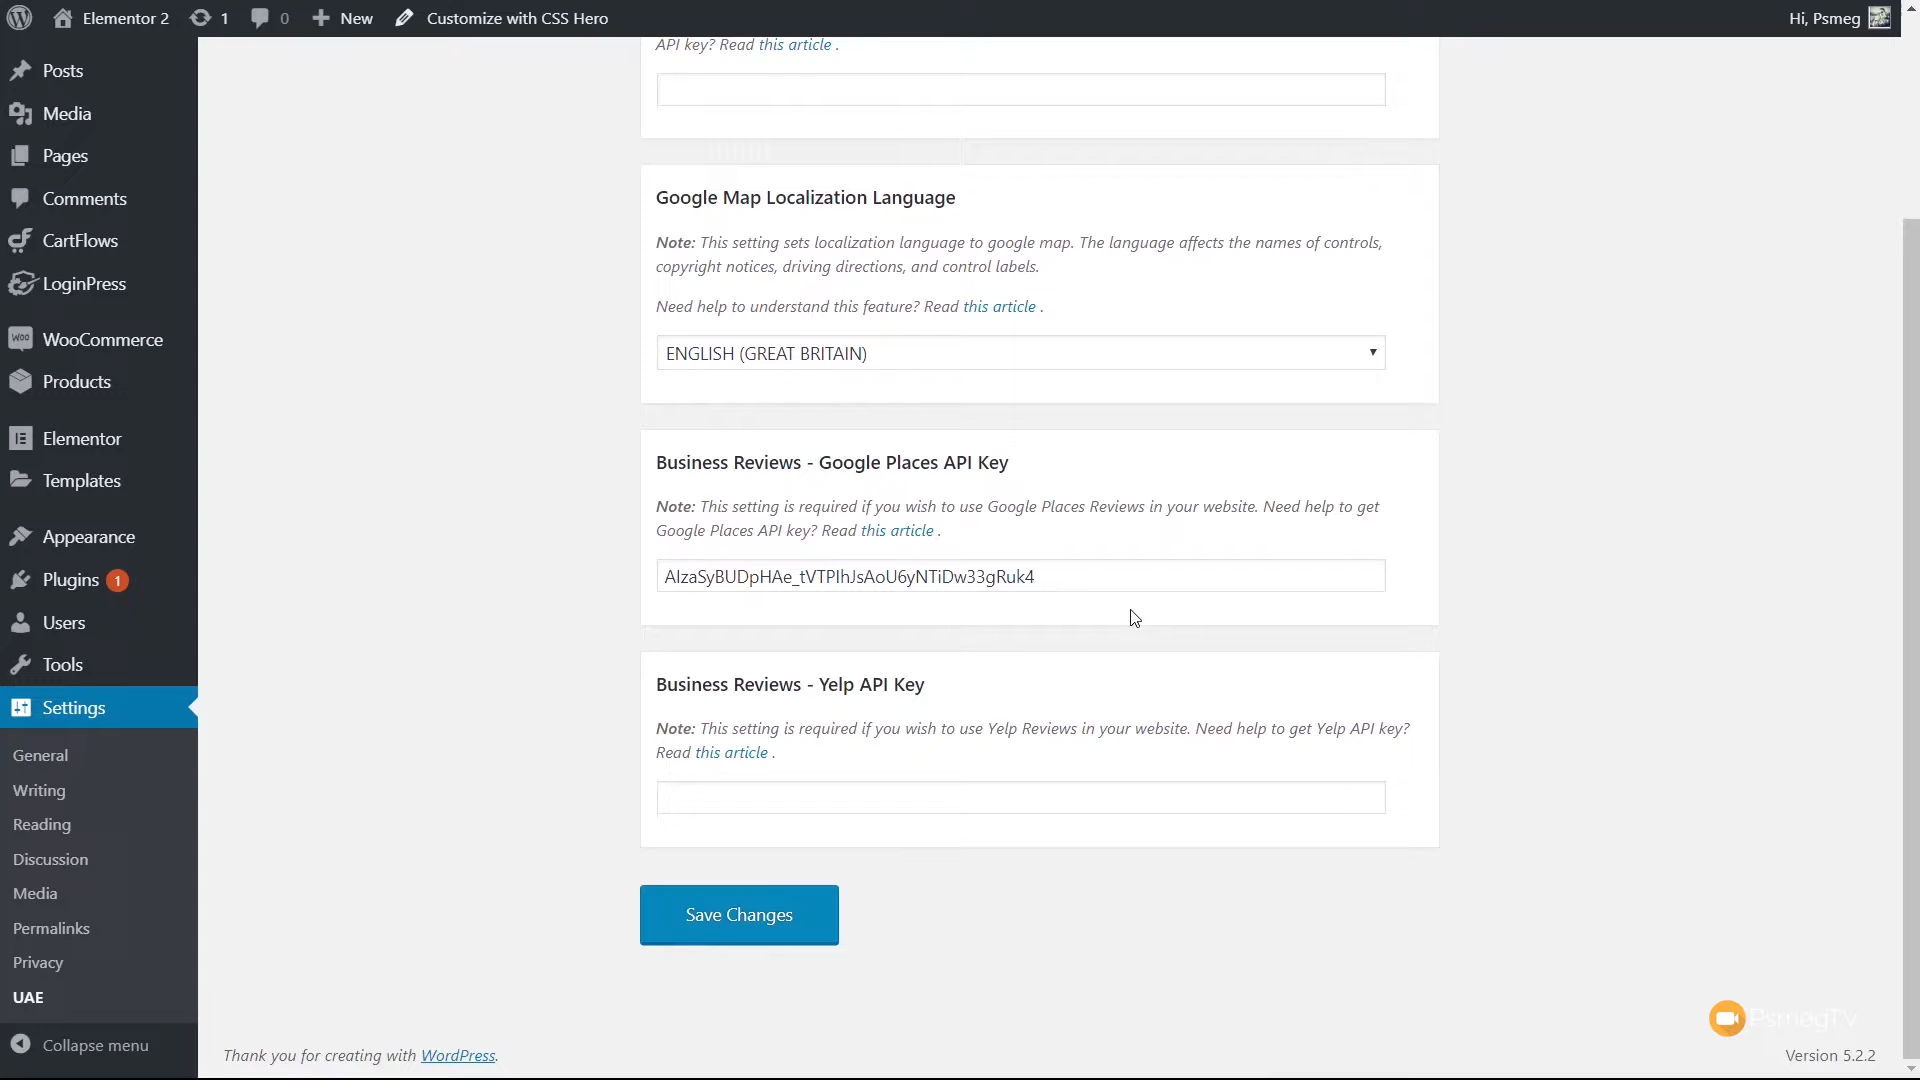 Elementor 2 1 0 New Customize with CSS Hero Hi, Psmeg
Posts
Media
Pages
Comments
CartFlows
LoginPress
WooCommerce
Products
Elementor
Templates
Appearance
Plugins 1
Users
Tools
Settings
General
Writing
Reading
Discussion
Media
Permalinks
Privacy
UAE
Collapse menu
API key? Read this article .
Google Map Localization Language
Note: This setting sets localization language to google map. The language affects the names of controls,
copyright notices, driving directions, and control labels.
Need help to understand this feature? Read this article .
ENGLISH (GREAT BRITAIN)
Business Reviews - Google Places API Key
Note: This setting is required if you wish to use Google Places Reviews in your website. Need help to get
Google Places API key? Read this article .
AIzaSyBUDpHAe_tVTPIhJsAoU6yNTiDw33gRuk4
Business Reviews - Yelp API Key
Note: This setting is required if you wish to use Yelp Reviews in your website. Need help to get Yelp API key?
Read this article .
Save Changes
PsmegTV
Thank you for creating with WordPress.
Version 5.2.2